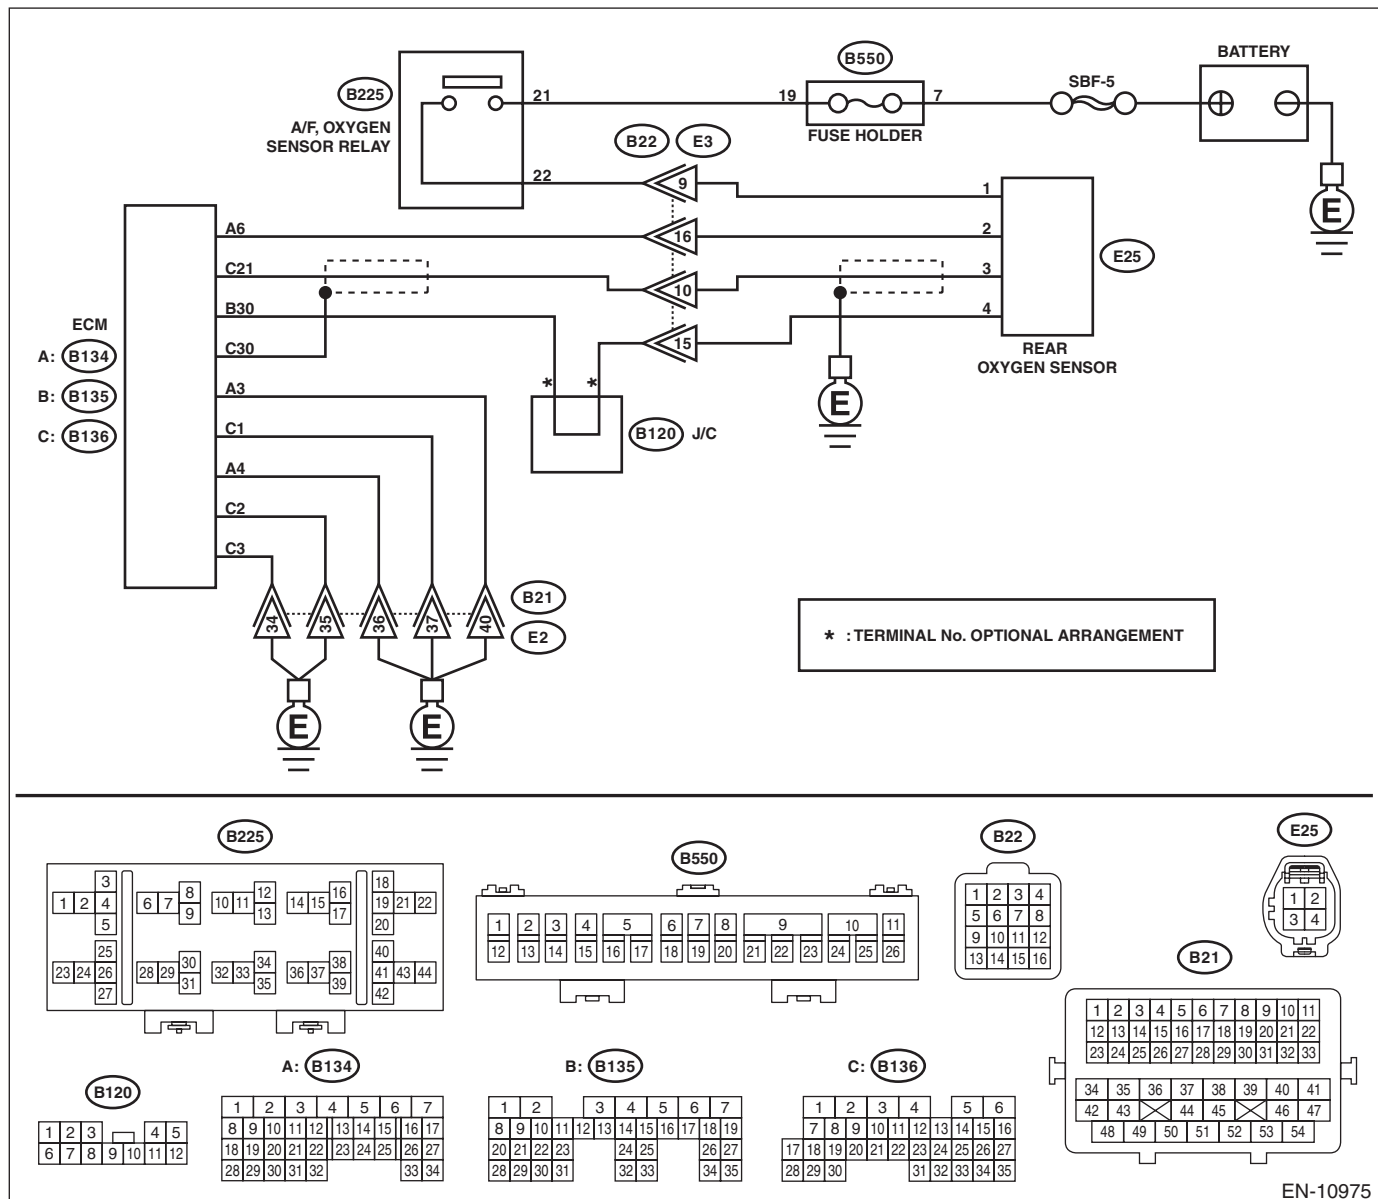 BATTERY
B550
SBF-5
B225
21
19
7
A/F, OXYGEN
SENSOR RELAY
FUSE HOLDER
B22
E3
22
9
1
E
A6
16
2
C21
10
3
E25
B30
4
ECM
C30
15
REAR
OXYGEN SENSOR
A: B134
* *
A3
B: B135
E
C1
C: B136
B120 J/C
A4
C2
C3
B21
34 35 36 37 40
E2
* : TERMINAL No. OPTIONAL ARRANGEMENT
E E
B225
B550
B22
E25
3 8 12 16 18
1 2 4 6 7 9 10 11 13 14 15 17 19 21 22
5 20
25 30 34 38 40
23 24 26 28 29 31 32 33 35 36 37 39 41 43 44
27 42
1 2 3 4 5 6 7 8 9 10 11
12 13 14 15 16 17 18 19 20 21 22 23 24 25 26
1 2 3 4
5 6 7 8
9 10 11 12
13 14 15 16
1 2
3 4
B21
1 2 3 4 5 6 7 8 9 10 11
12 13 14 15 16 17 18 19 20 21 22
23 24 25 26 27 28 29 30 31 32 33
34 35 36 37 38 39 40 41
42 43 44 45 46 47
48 49 50 51 52 53 54
B120
1 2 3 4 5
6 7 8 9 10 11 12
A: B134
1 2 3 4 5 6 7
8 9 10 11 12 13 14 15 16 17
18 19 20 21 22 23 24 25 26 27
28 29 30 31 32 33 34
B: B135
1 2 3 4 5 6 7
8 9 10 11 12 13 14 15 16 17 18 19
20 21 22 23 24 25 26 27
28 29 30 31 32 33 34 35
C: B136
1 2 3 4 5 6
7 8 9 10 11 12 13 14 15 16
17 18 19 20 21 22 23 24 25 26 27
28 29 30 31 32 33 34 35
EN-10975